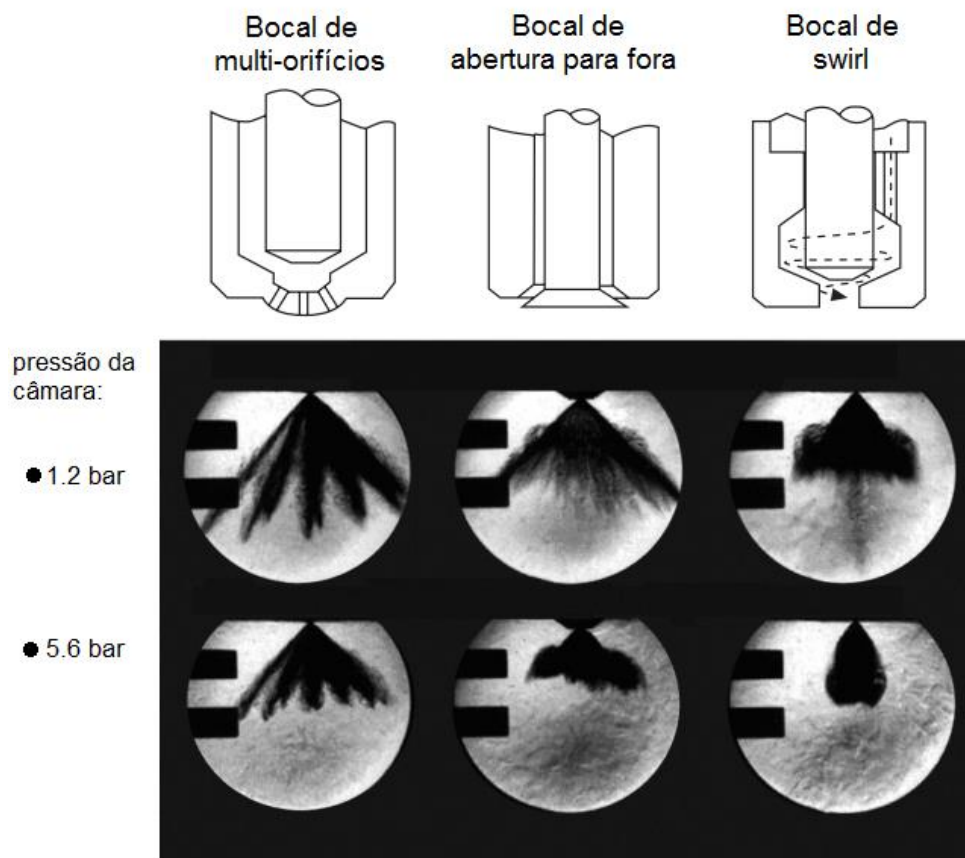 Bocal de
multi-orifícios
Bocal de
abertura para fora
Bocal de
swirl
pressão da
câmara:
● 1.2 bar
● 5.6 bar